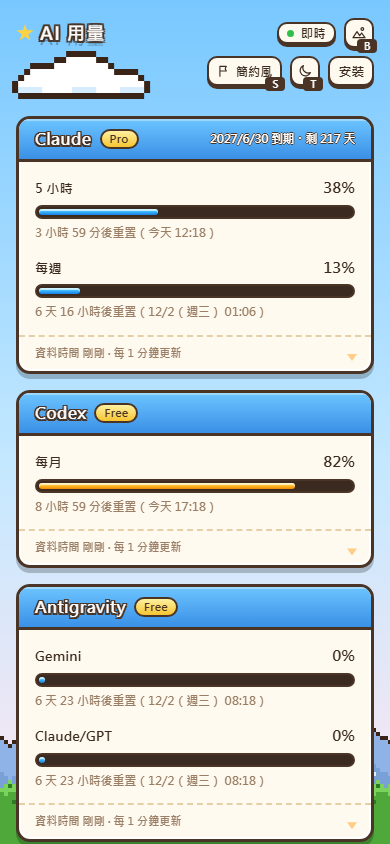 AI 用量
即時
B
簡約風
S
T
安裝
Claude Pro 2027/6/30 到期・剩 217 天
5 小時 38%
3 小時 59 分後重置 ( 今天 12:18 )
每週 13%
6 天 16 小時後重置 ( 12/2 ( 週三 ) 01:06 )
資料時間 剛剛 · 每 1 分鐘更新
Codex Free
每月 82%
8 小時 59 分後重置 ( 今天 17:18 )
資料時間 剛剛 · 每 1 分鐘更新
Antigravity Free
Gemini 0%
6 天 23 小時後重置 ( 12/2 ( 週三 ) 08:18 )
Claude/GPT 0%
6 天 23 小時後重置 ( 12/2 ( 週三 ) 08:18 )
資料時間 剛剛 · 每 1 分鐘更新